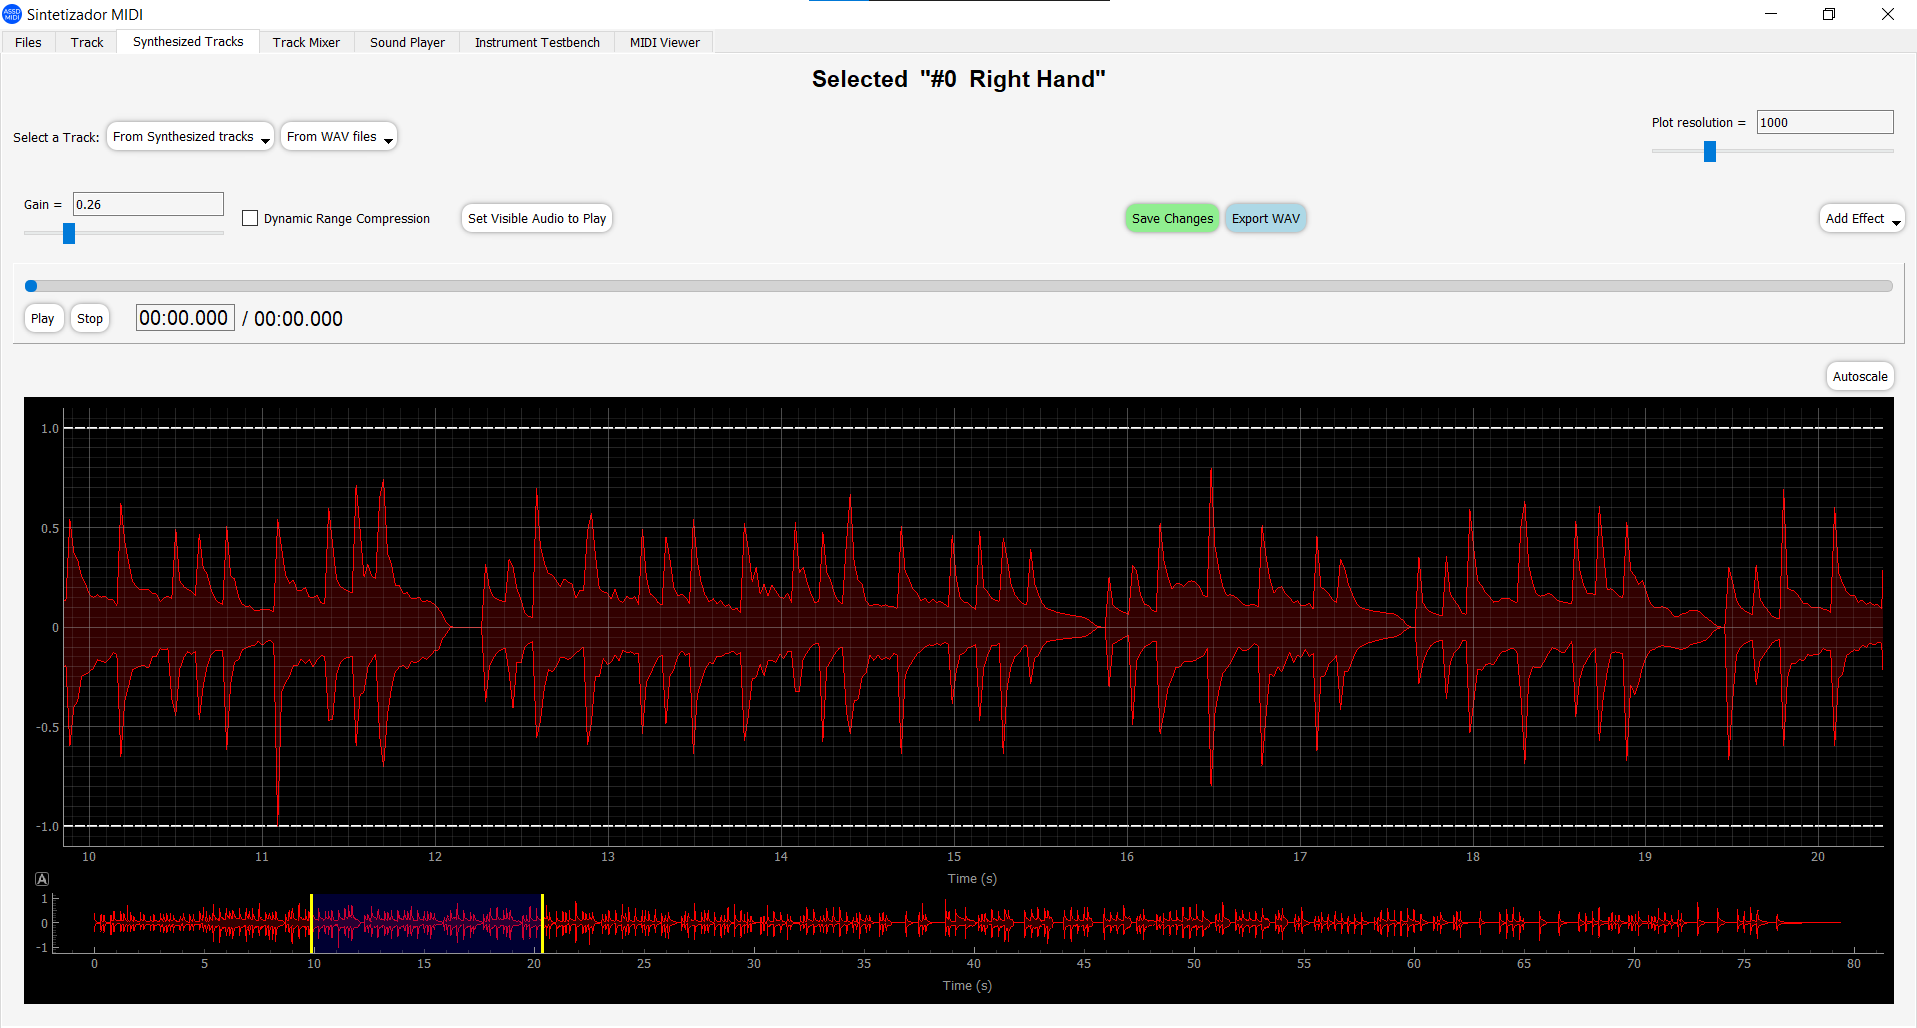 ASSD MIDI Sintetizador MIDI
Files Track Synthesized Tracks Track Mixer Sound Player Instrument Testbench MIDI Viewer
Selected "#0 Right Hand"
Select a Track: From Synthesized tracks From WAV files
Plot resolution = 1000
Gain = 0.26
Dynamic Range Compression Set Visible Audio to Play Save Changes Export WAV Add Effect
Play Stop 00:00.000 / 00:00.000
Autoscale
1.0
0.5
0
-0.5
-1.0
10 11 12 13 14 15 16 17 18 19 20
Time (s)
A
1
0
-1
0 5 10 15 20 25 30 35 40 45 50 55 60 65 70 75 80
Time (s)